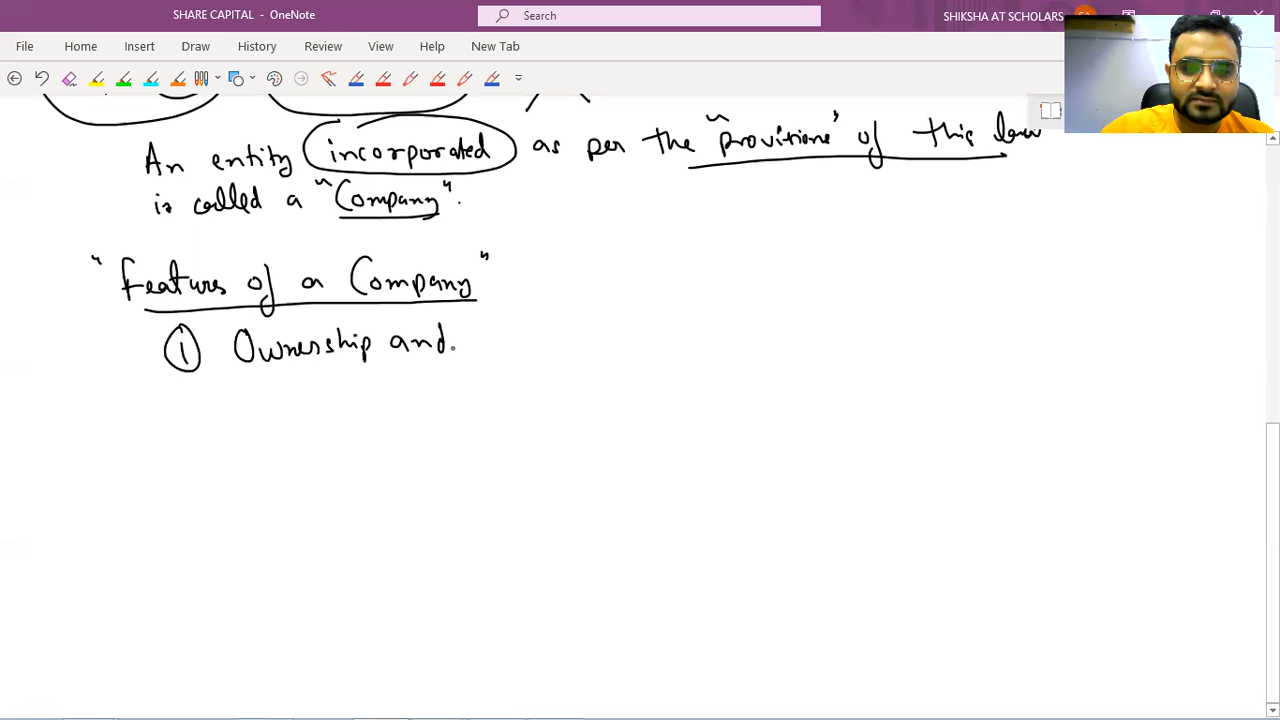 SHARE CAPITAL - OneNote
Search
SHIKSHA AT SCHOLARS
File Home Insert Draw History Review View Help New Tab
An entity incorporated as per the "provitions" of this law
is called a "Company".
"Features of a Company"
① Ownership and